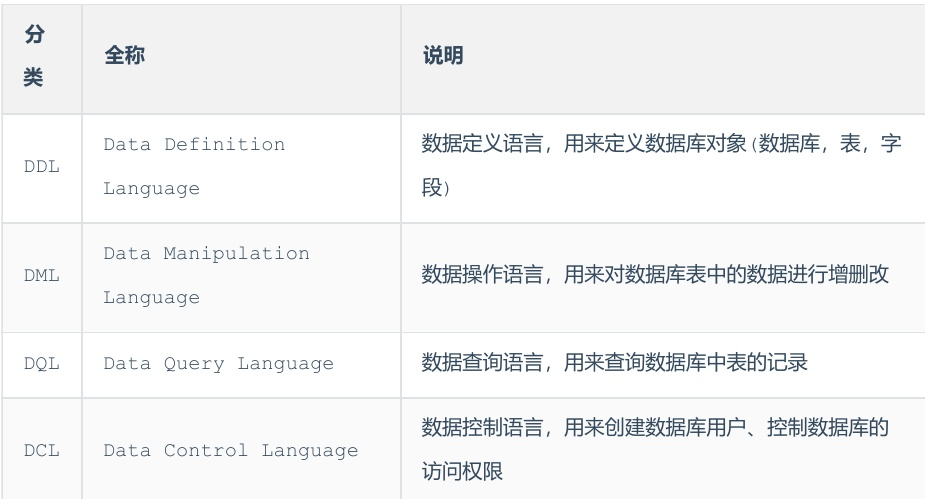 分
类
全称
说明
DDL
Data Definition
Language
数据定义语言，用来定义数据库对象(数据库，表，字
段)
DML
Data Manipulation
Language
数据操作语言，用来对数据库表中的数据进行增删改
DQL
Data Query Language
数据查询语言，用来查询数据库中表的记录
DCL
Data Control Language
数据控制语言，用来创建数据库用户、控制数据库的
访问权限